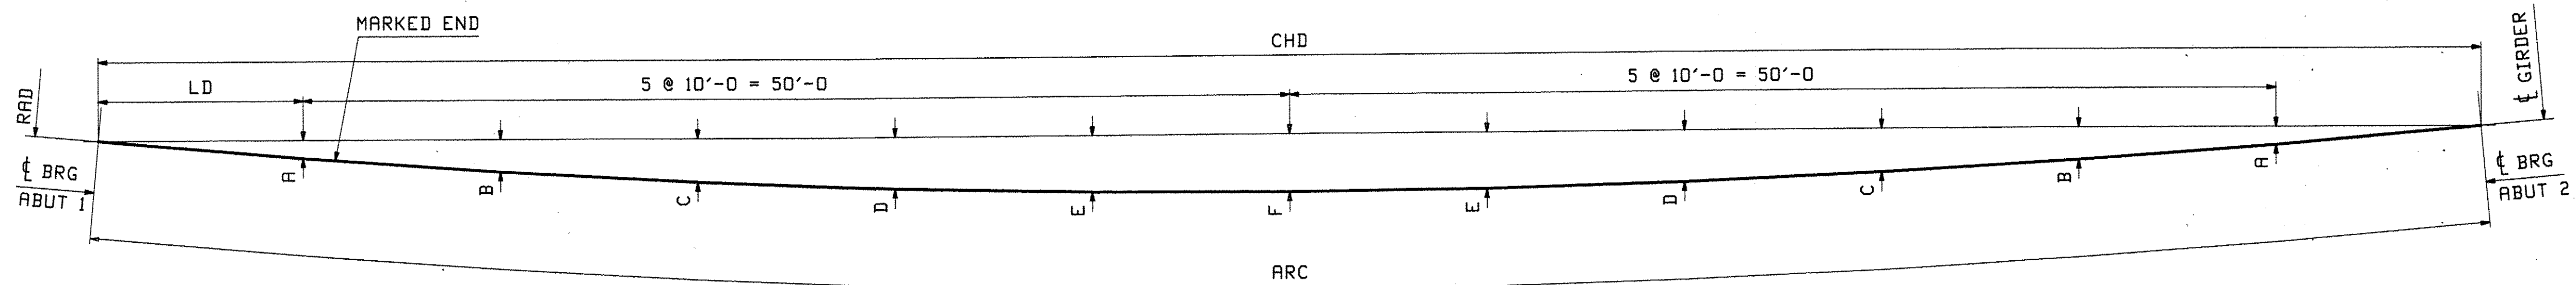 MARKED END
CHD
LD
5 @ 10'-0 = 50'-0
5 @ 10'-0 = 50'-0
RAD
℄ GIRDER
℄ BRG
ABUT 1
A
B
C
D
E
F
E
D
C
B
A
℄ BRG
ABUT 2
ARC